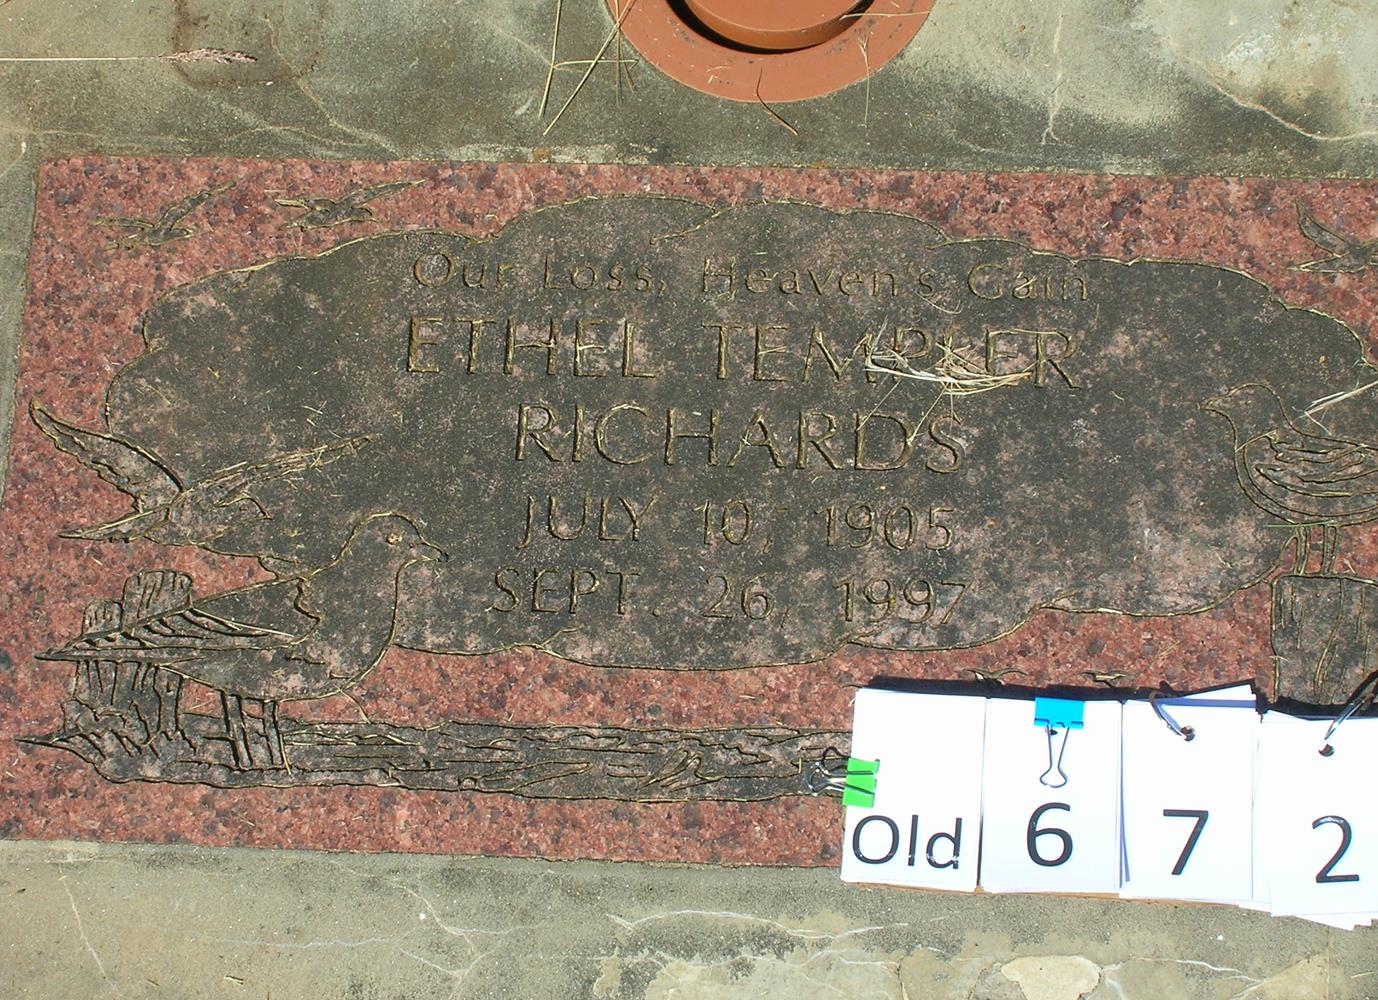 Our Loss, Heaven's Gain
ETHEL TEMPLER
RICHARDS
JULY 10, 1905
SEPT. 26, 1997
Old 6 7 2